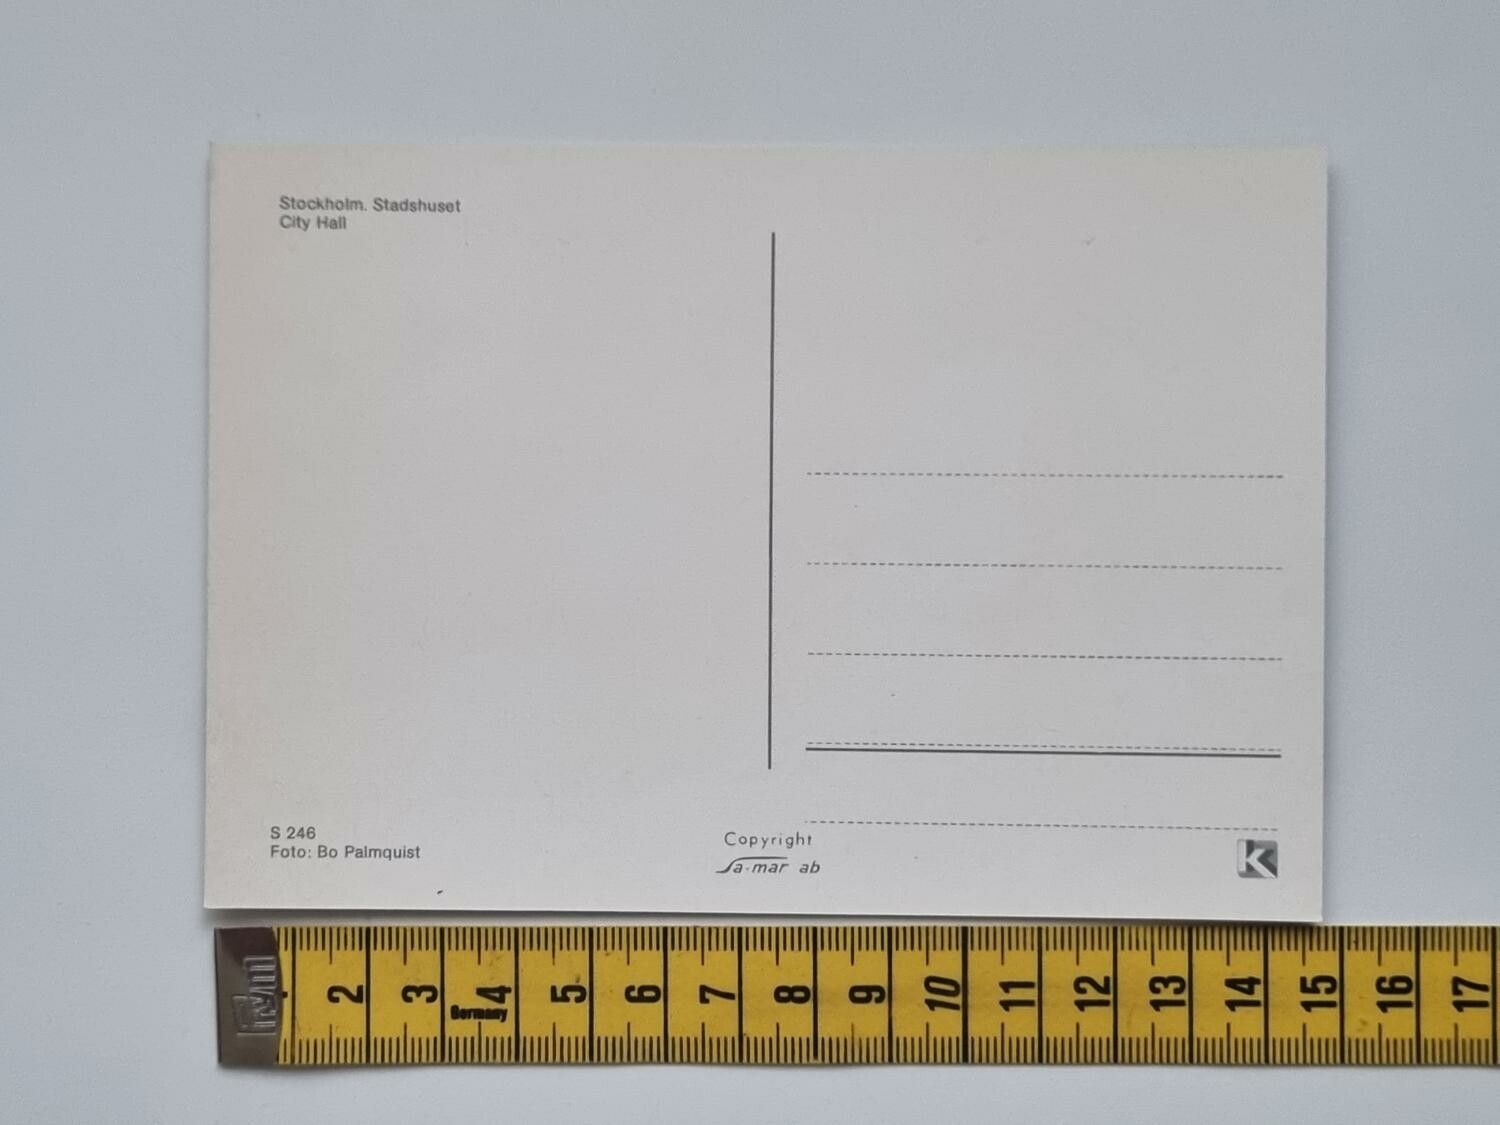 Stockholm. Stadshuset
City Hall
S 246
Foto: Bo Palmquist
Copyright
Sa-mar ab
K
2 3 4 5 6 7 8 9 10 11 12 13 14 15 16 17
Germany